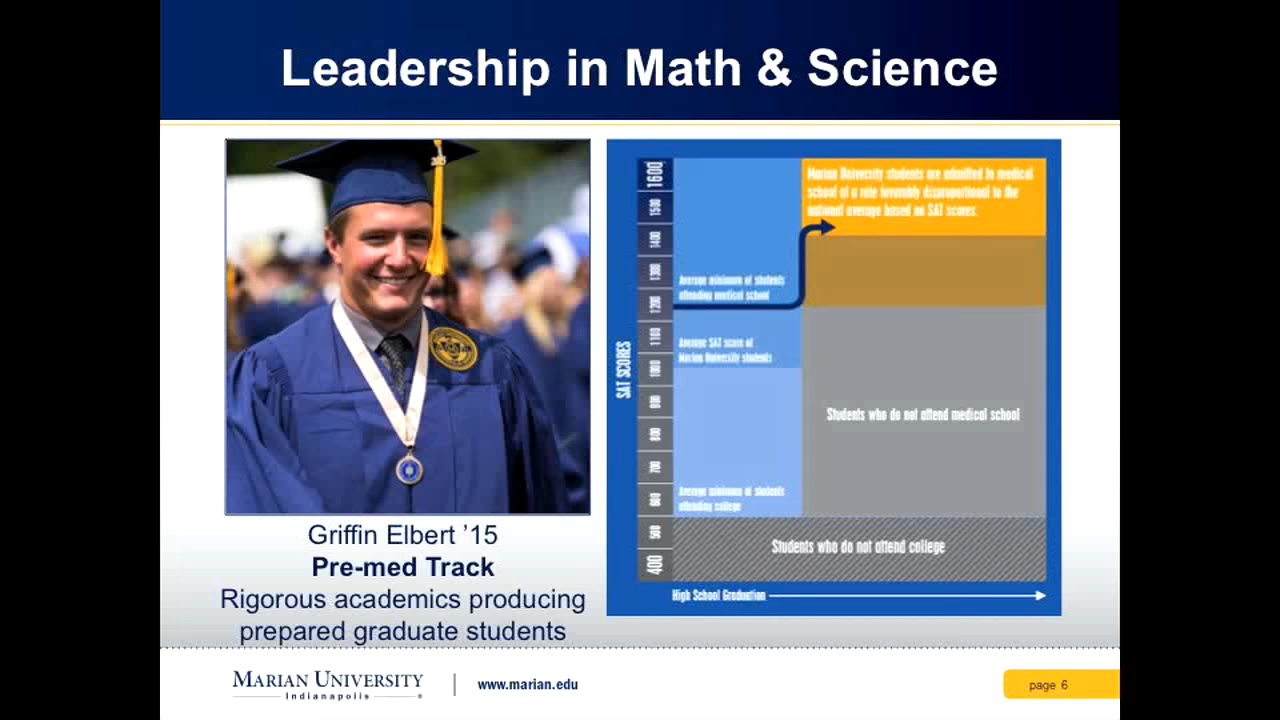 Leadership in Math & Science
2015
Griffin Elbert ’15
Pre-med Track
Rigorous academics producing
prepared graduate students
SAT SCORES
1600
1500
1400
1300
1200
1100
1000
900
800
700
600
500
400
Marian University students are admitted to medical
school at a rate favorably disproportional to the
national average based on SAT scores.
Average minimum of students
attending medical school
Average SAT score of
Marian University students
Students who do not attend medical school
Average minimum of students
attending college
Students who do not attend college
High School Graduation
MARIAN UNIVERSITY
Indianapolis ®
www.marian.edu
page 6